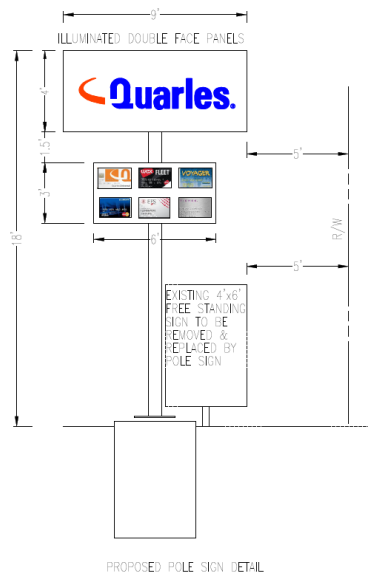 9'
ILLUMINATED DOUBLE FACE PANELS
4'
Quarles.
1.5'
5'
WEX FLEET
VOYAGER
3'
6'
18'
R/W
5'
EXISTING 4'x6'
FREE STANDING
SIGN TO BE
REMOVED &
REPLACED BY
POLE SIGN
PROPOSED POLE SIGN DETAIL